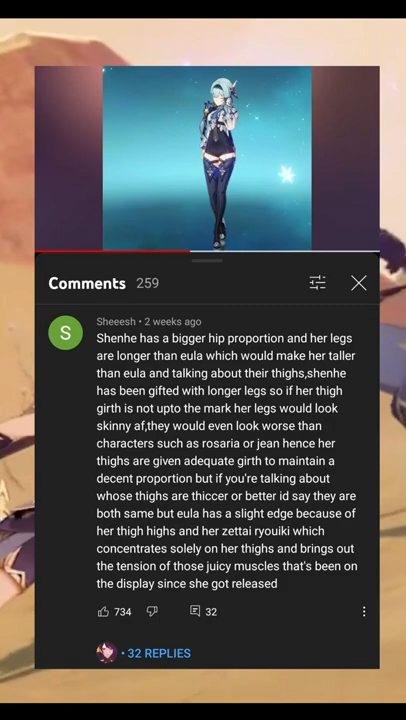 Comments 259
S
Sheeesh • 2 weeks ago
Shenhe has a bigger hip proportion and her legs
are longer than eula which would make her taller
than eula and talking about their thighs,shenhe
has been gifted with longer legs so if her thigh
girth is not upto the mark her legs would look
skinny af,they would even look worse than
characters such as rosaria or jean hence her
thighs are given adequate girth to maintain a
decent proportion but if you're talking about
whose thighs are thiccer or better id say they are
both same but eula has a slight edge because of
her thigh highs and her zettai ryouiki which
concentrates solely on her thighs and brings out
the tension of those juicy muscles that's been on
the display since she got released
734 32
• 32 REPLIES